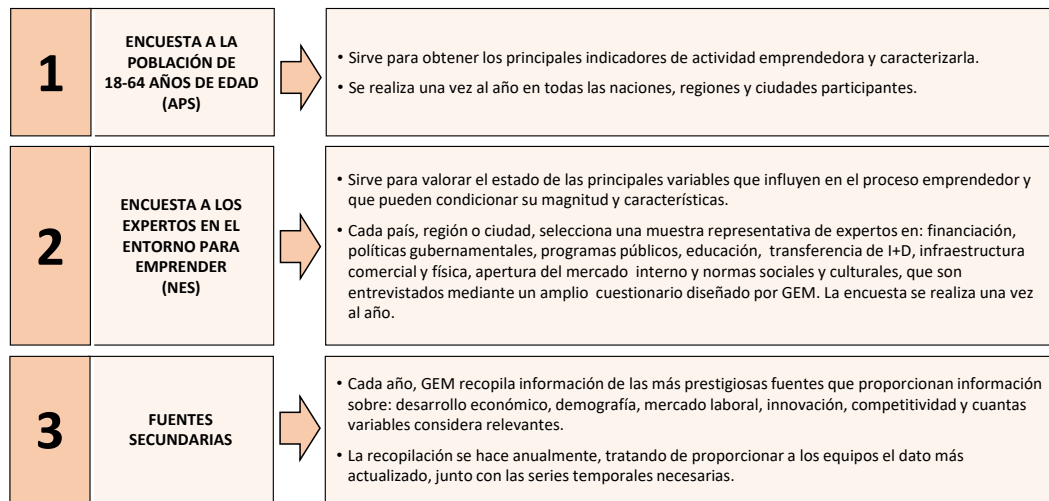 1
ENCUESTA A LA
POBLACIÓN DE
18-64 AÑOS DE EDAD
(APS)
• Sirve para obtener los principales indicadores de actividad emprendedora y caracterizarla.
• Se realiza una vez al año en todas las naciones, regiones y ciudades participantes.
2
ENCUESTA A LOS
EXPERTOS EN EL
ENTORNO PARA
EMPRENDER
(NES)
• Sirve para valorar el estado de las principales variables que influyen en el proceso emprendedor y
que pueden condicionar su magnitud y características.
• Cada país, región o ciudad, selecciona una muestra representativa de expertos en: financiación,
políticas gubernamentales, programas públicos, educación, transferencia de I+D, infraestructura
comercial y física, apertura del mercado interno y normas sociales y culturales, que son
entrevistados mediante un amplio cuestionario diseñado por GEM. La encuesta se realiza una vez
al año.
3
FUENTES
SECUNDARIAS
• Cada año, GEM recopila información de las más prestigiosas fuentes que proporcionan información
sobre: desarrollo económico, demografía, mercado laboral, innovación, competitividad y cuantas
variables considera relevantes.
• La recopilación se hace anualmente, tratando de proporcionar a los equipos el dato más
actualizado, junto con las series temporales necesarias.